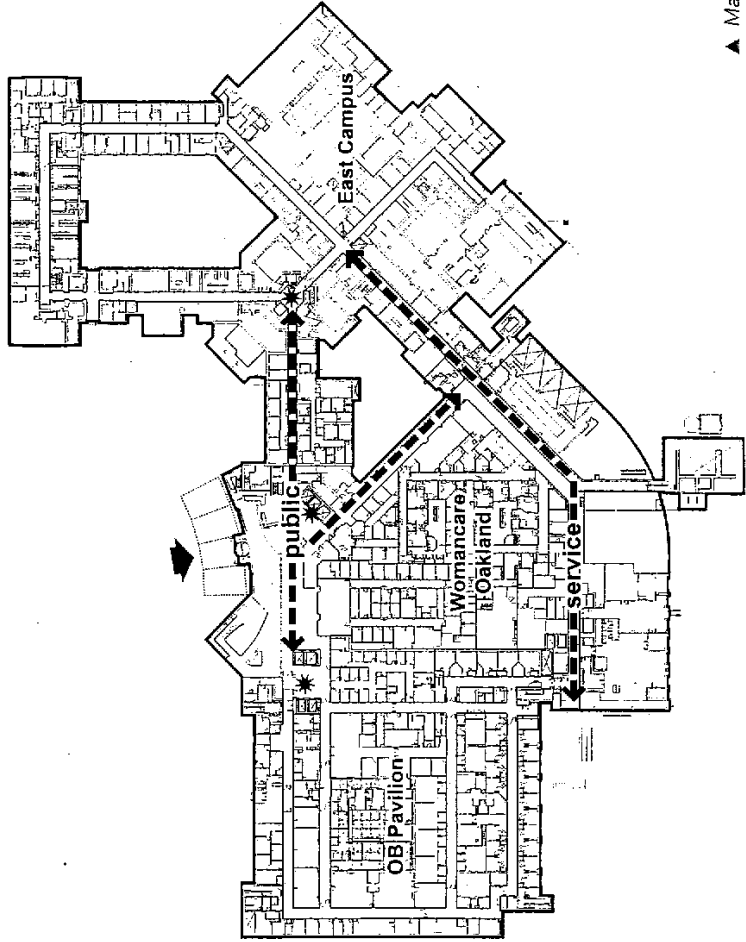 East Campus
public
Womancare
Oakland
service
OB Pavilion
▲ Ma